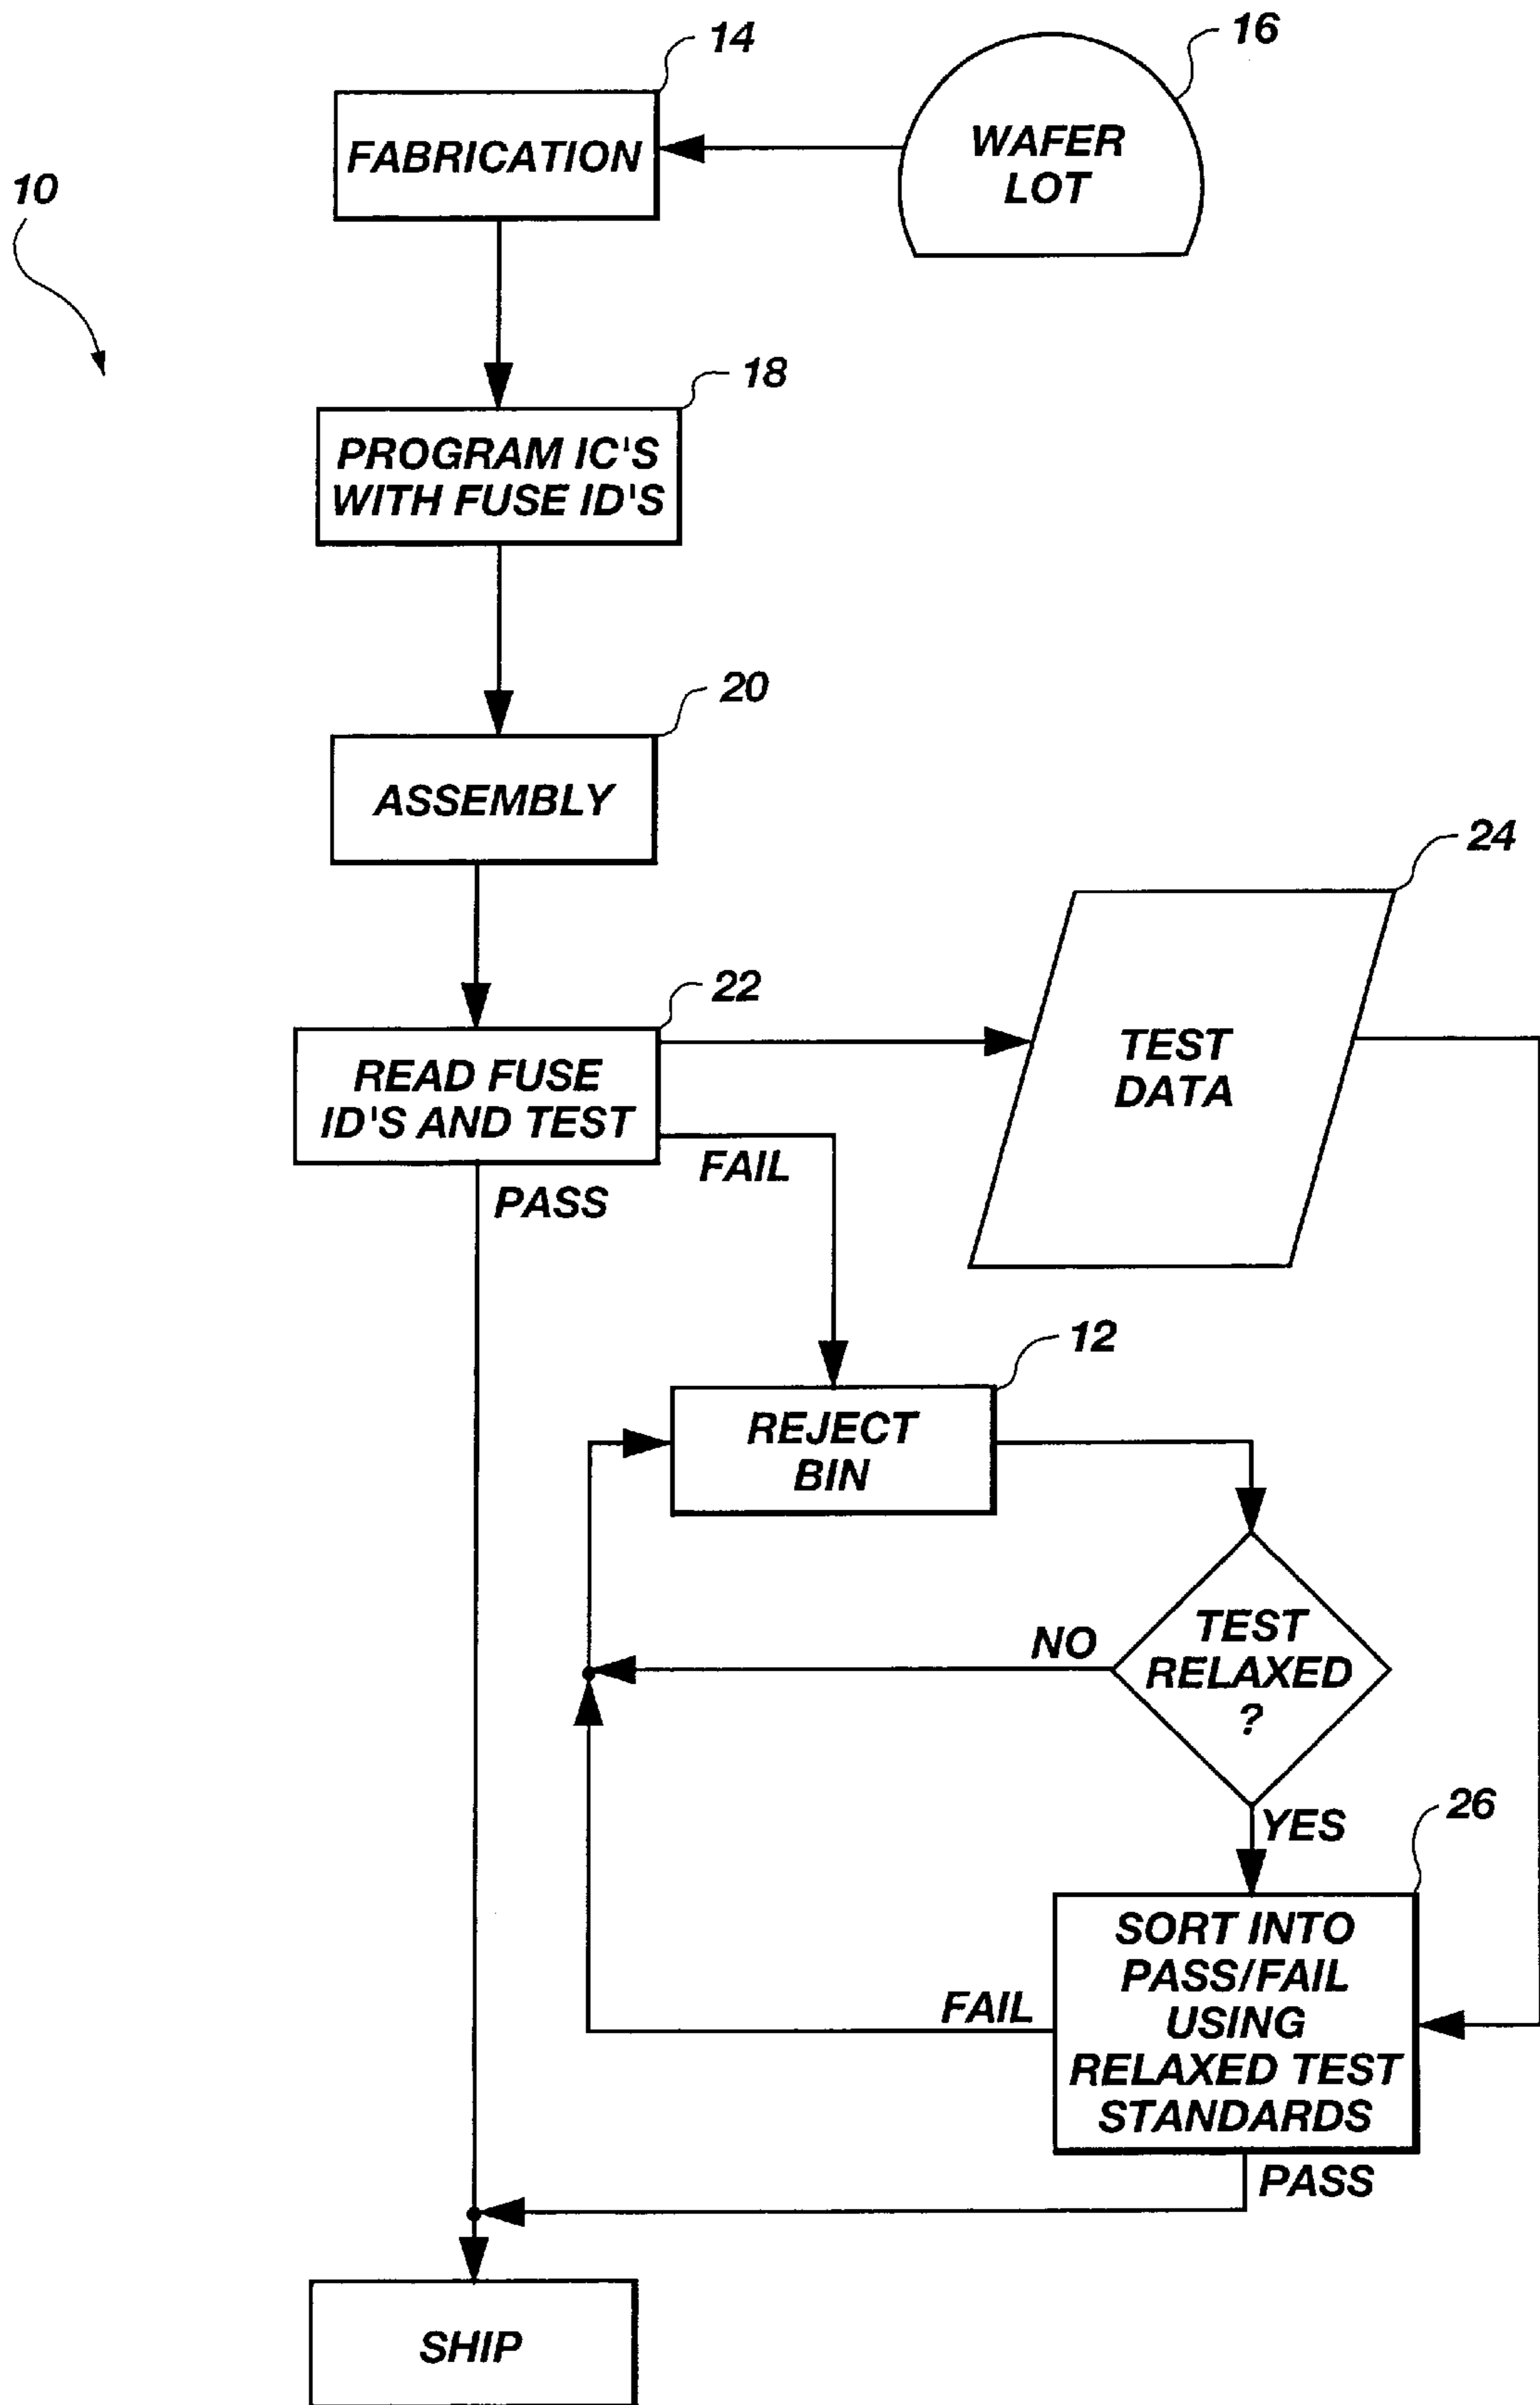 14
16
FABRICATION
WAFER
LOT
10
18
PROGRAM IC'S
WITH FUSE ID'S
20
ASSEMBLY
24
22
READ FUSE
ID'S AND TEST
TEST
DATA
FAIL
PASS
12
REJECT
BIN
TEST
RELAXED
?
NO
YES
26
SORT INTO
PASS/FAIL
USING
RELAXED TEST
STANDARDS
FAIL
PASS
SHIP